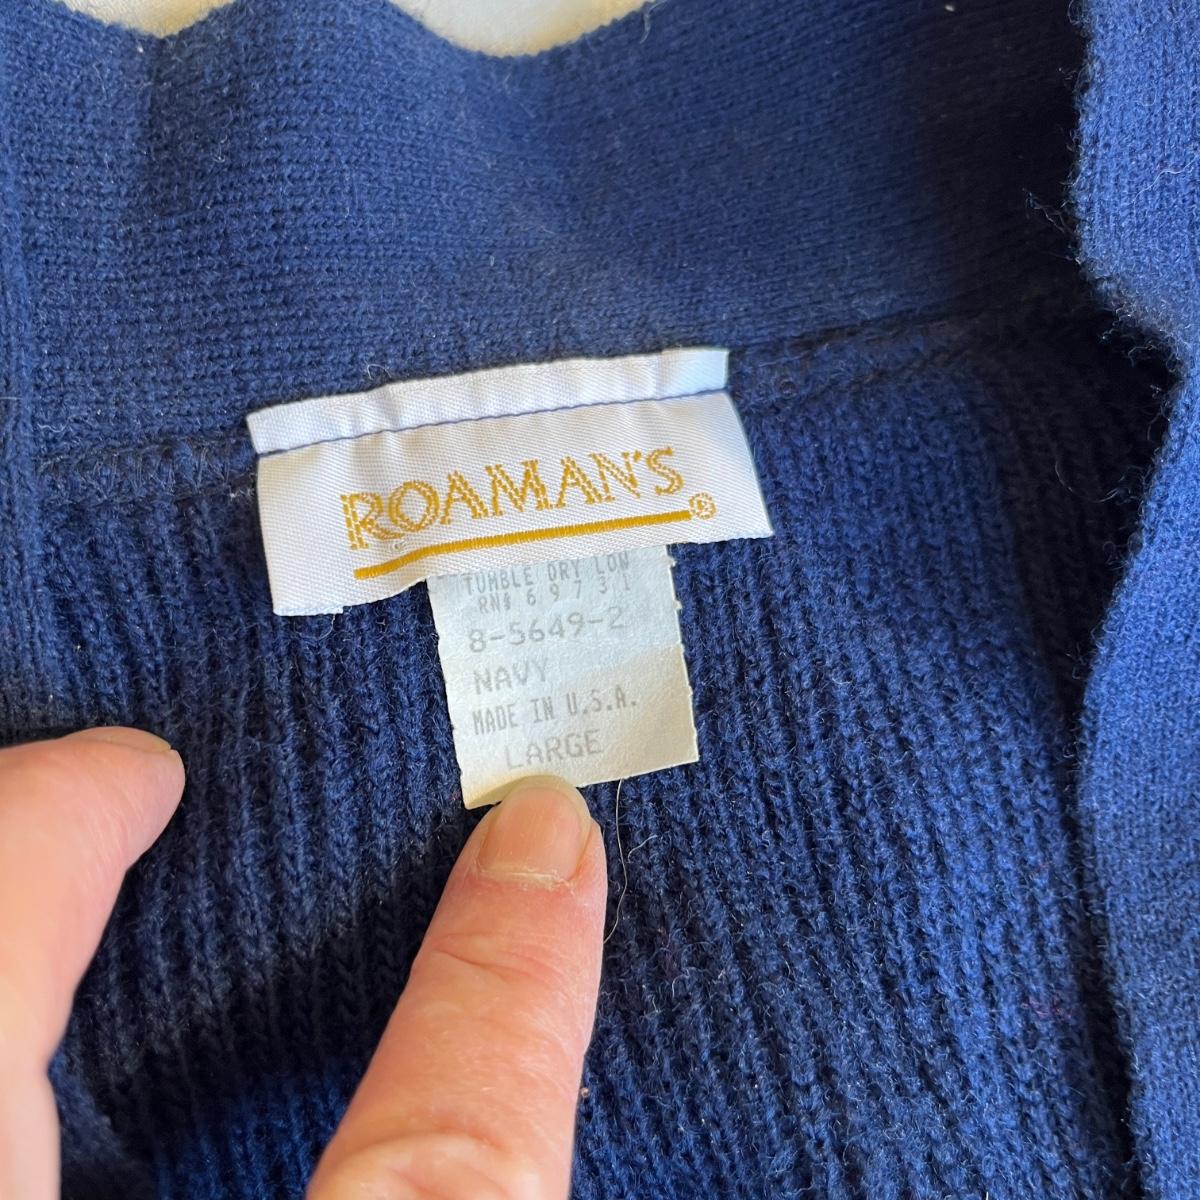 ROAMAN'S®
TUMBLE DRY LOW
RN# 69731
8-5649-2
NAVY
MADE IN U.S.A.
LARGE